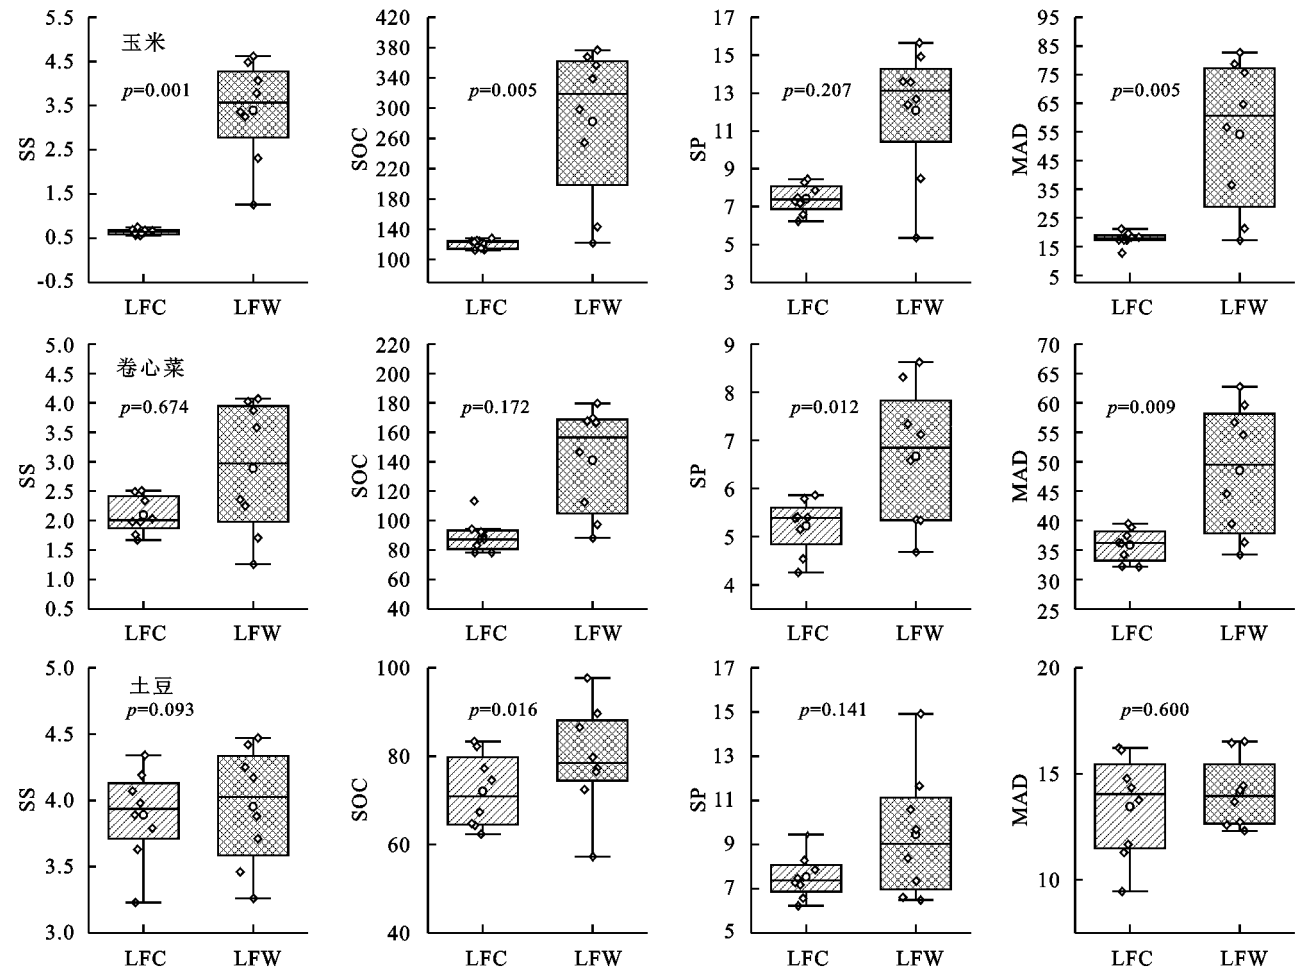 5.5
4.5
3.5
2.5
1.5
0.5
-0.5
SS
玉米
p=0.001
LFC LFW
420
380
340
300
260
220
180
140
100
SOC
p=0.005
LFC LFW
17
15
13
11
9
7
5
3
SP
p=0.207
LFC LFW
95
85
75
65
55
45
35
25
15
5
MAD
p=0.005
LFC LFW
5.0
4.5
4.0
3.5
3.0
2.5
2.0
1.5
1.0
0.5
SS
卷心菜
p=0.674
LFC LFW
220
200
180
160
140
120
100
80
60
40
SOC
p=0.172
LFC LFW
9
8
7
6
5
4
SP
p=0.012
LFC LFW
70
65
60
55
50
45
40
35
30
25
MAD
p=0.009
LFC LFW
5.0
4.5
4.0
3.5
3.0
SS
土豆
p=0.093
LFC LFW
100
80
60
40
SOC
p=0.016
LFC LFW
17
15
13
11
9
7
5
SP
p=0.141
LFC LFW
20
15
10
MAD
p=0.600
LFC LFW